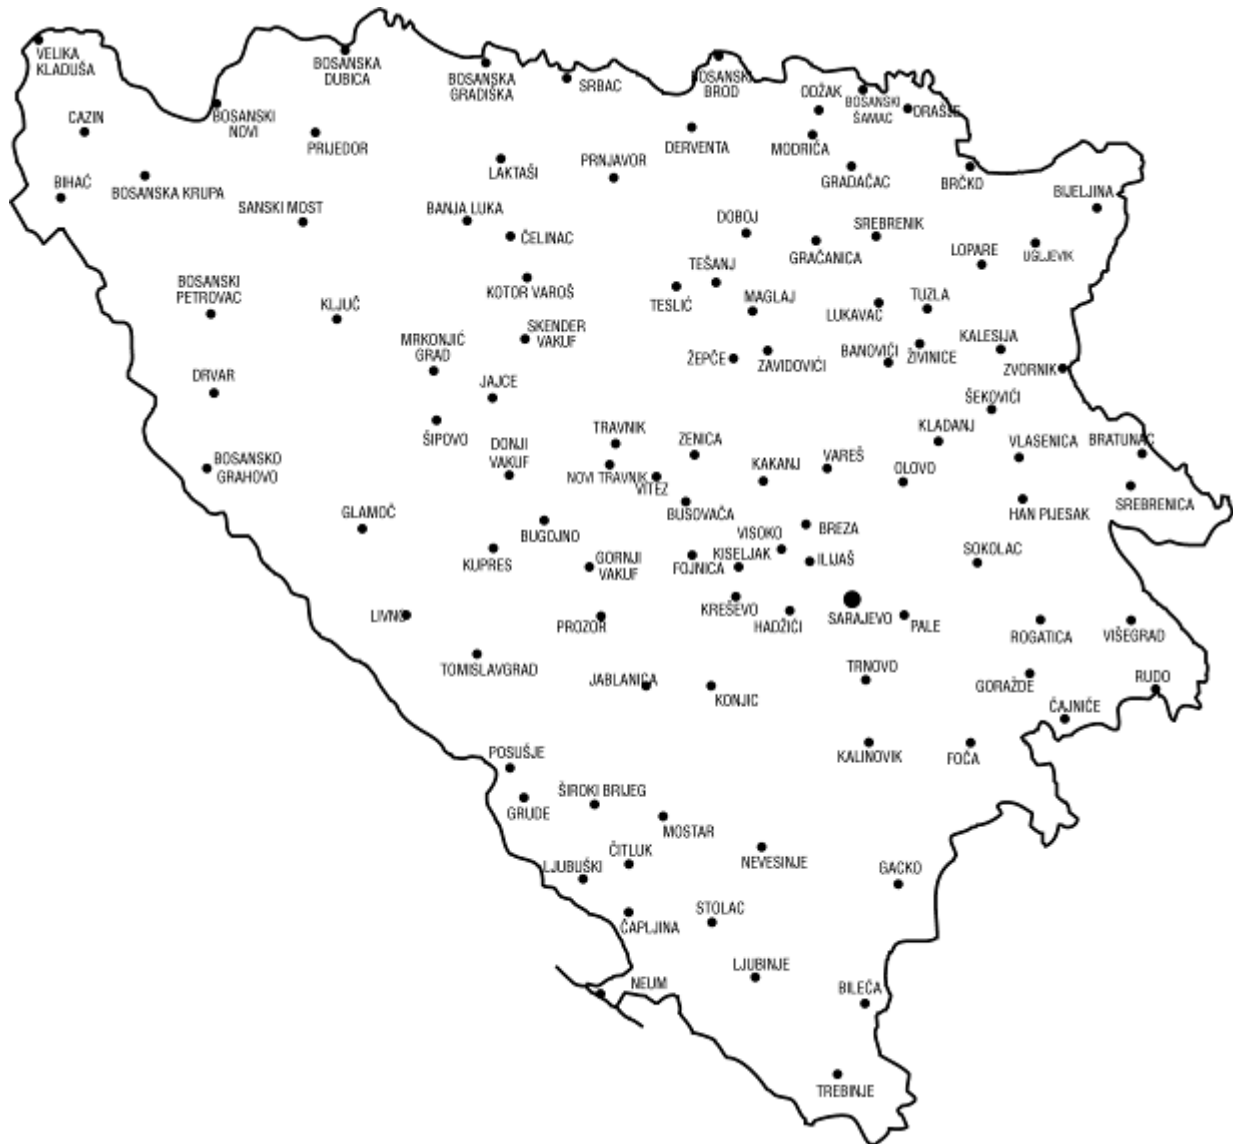 VELIKA
KLADUŠA
BOSANSKA
DUBICA
BOSANSKA
GRADIŠKA
SRBAC
BOSANSKI
BROD
ODŽAK
BOSANSKI
ŠAMAC
ORAŠJE
CAZIN
BOSANSKI
NOVI
PRIJEDOR
DERVENTA
MODRIČA
LAKTAŠI
PRNJAVOR
GRADAČAC
BRČKO
BIHAĆ
BOSANSKA KRUPA
SANSKI MOST
BANJA LUKA
ČELINAC
DOBOJ
SREBRENIK
BIJELJINA
GRAČANICA
LOPARE
UGLJEVIK
BOSANSKI
PETROVAC
KLJUČ
KOTOR VAROŠ
TEŠANJ
TESLIĆ
MAGLAJ
LUKAVAC
TUZLA
SKENDER
VAKUF
MRKONJIĆ
GRAD
ŽEPČE
ZAVIDOVIĆI
BANOVIĆI
ŽIVINICE
KALESIJA
ZVORNIK
DRVAR
JAJCE
ŠEKOVIĆI
ŠIPOVO
TRAVNIK
ZENICA
KLADANJ
BOSANSKO
GRAHOVO
DONJI
VAKUF
NOVI TRAVNIK
VITEZ
KAKANJ
VAREŠ
OLOVO
VLASENICA
BRATUNAC
SREBRENICA
GLAMOČ
BUGOJNO
BUSOVAČA
VISOKO
BREZA
HAN PIJESAK
KUPRES
GORNJI
VAKUF
FOJNICA
KISELJAK
ILIJAŠ
SOKOLAC
LIVNO
PROZOR
KREŠEVO
HADŽIĆI
SARAJEVO
PALE
ROGATICA
VIŠEGRAD
TOMISLAVGRAD
JABLANICA
KONJIC
TRNOVO
GORAŽDE
RUDO
ČAJNIČE
POSUŠJE
KALINOVIK
FOČA
GRUDE
ŠIROKI BRIJEG
MOSTAR
LJUBUŠKI
ČITLUK
NEVESINJE
GACKO
ČAPLJINA
STOLAC
NEUM
LJUBINJE
BILEĆA
TREBINJE